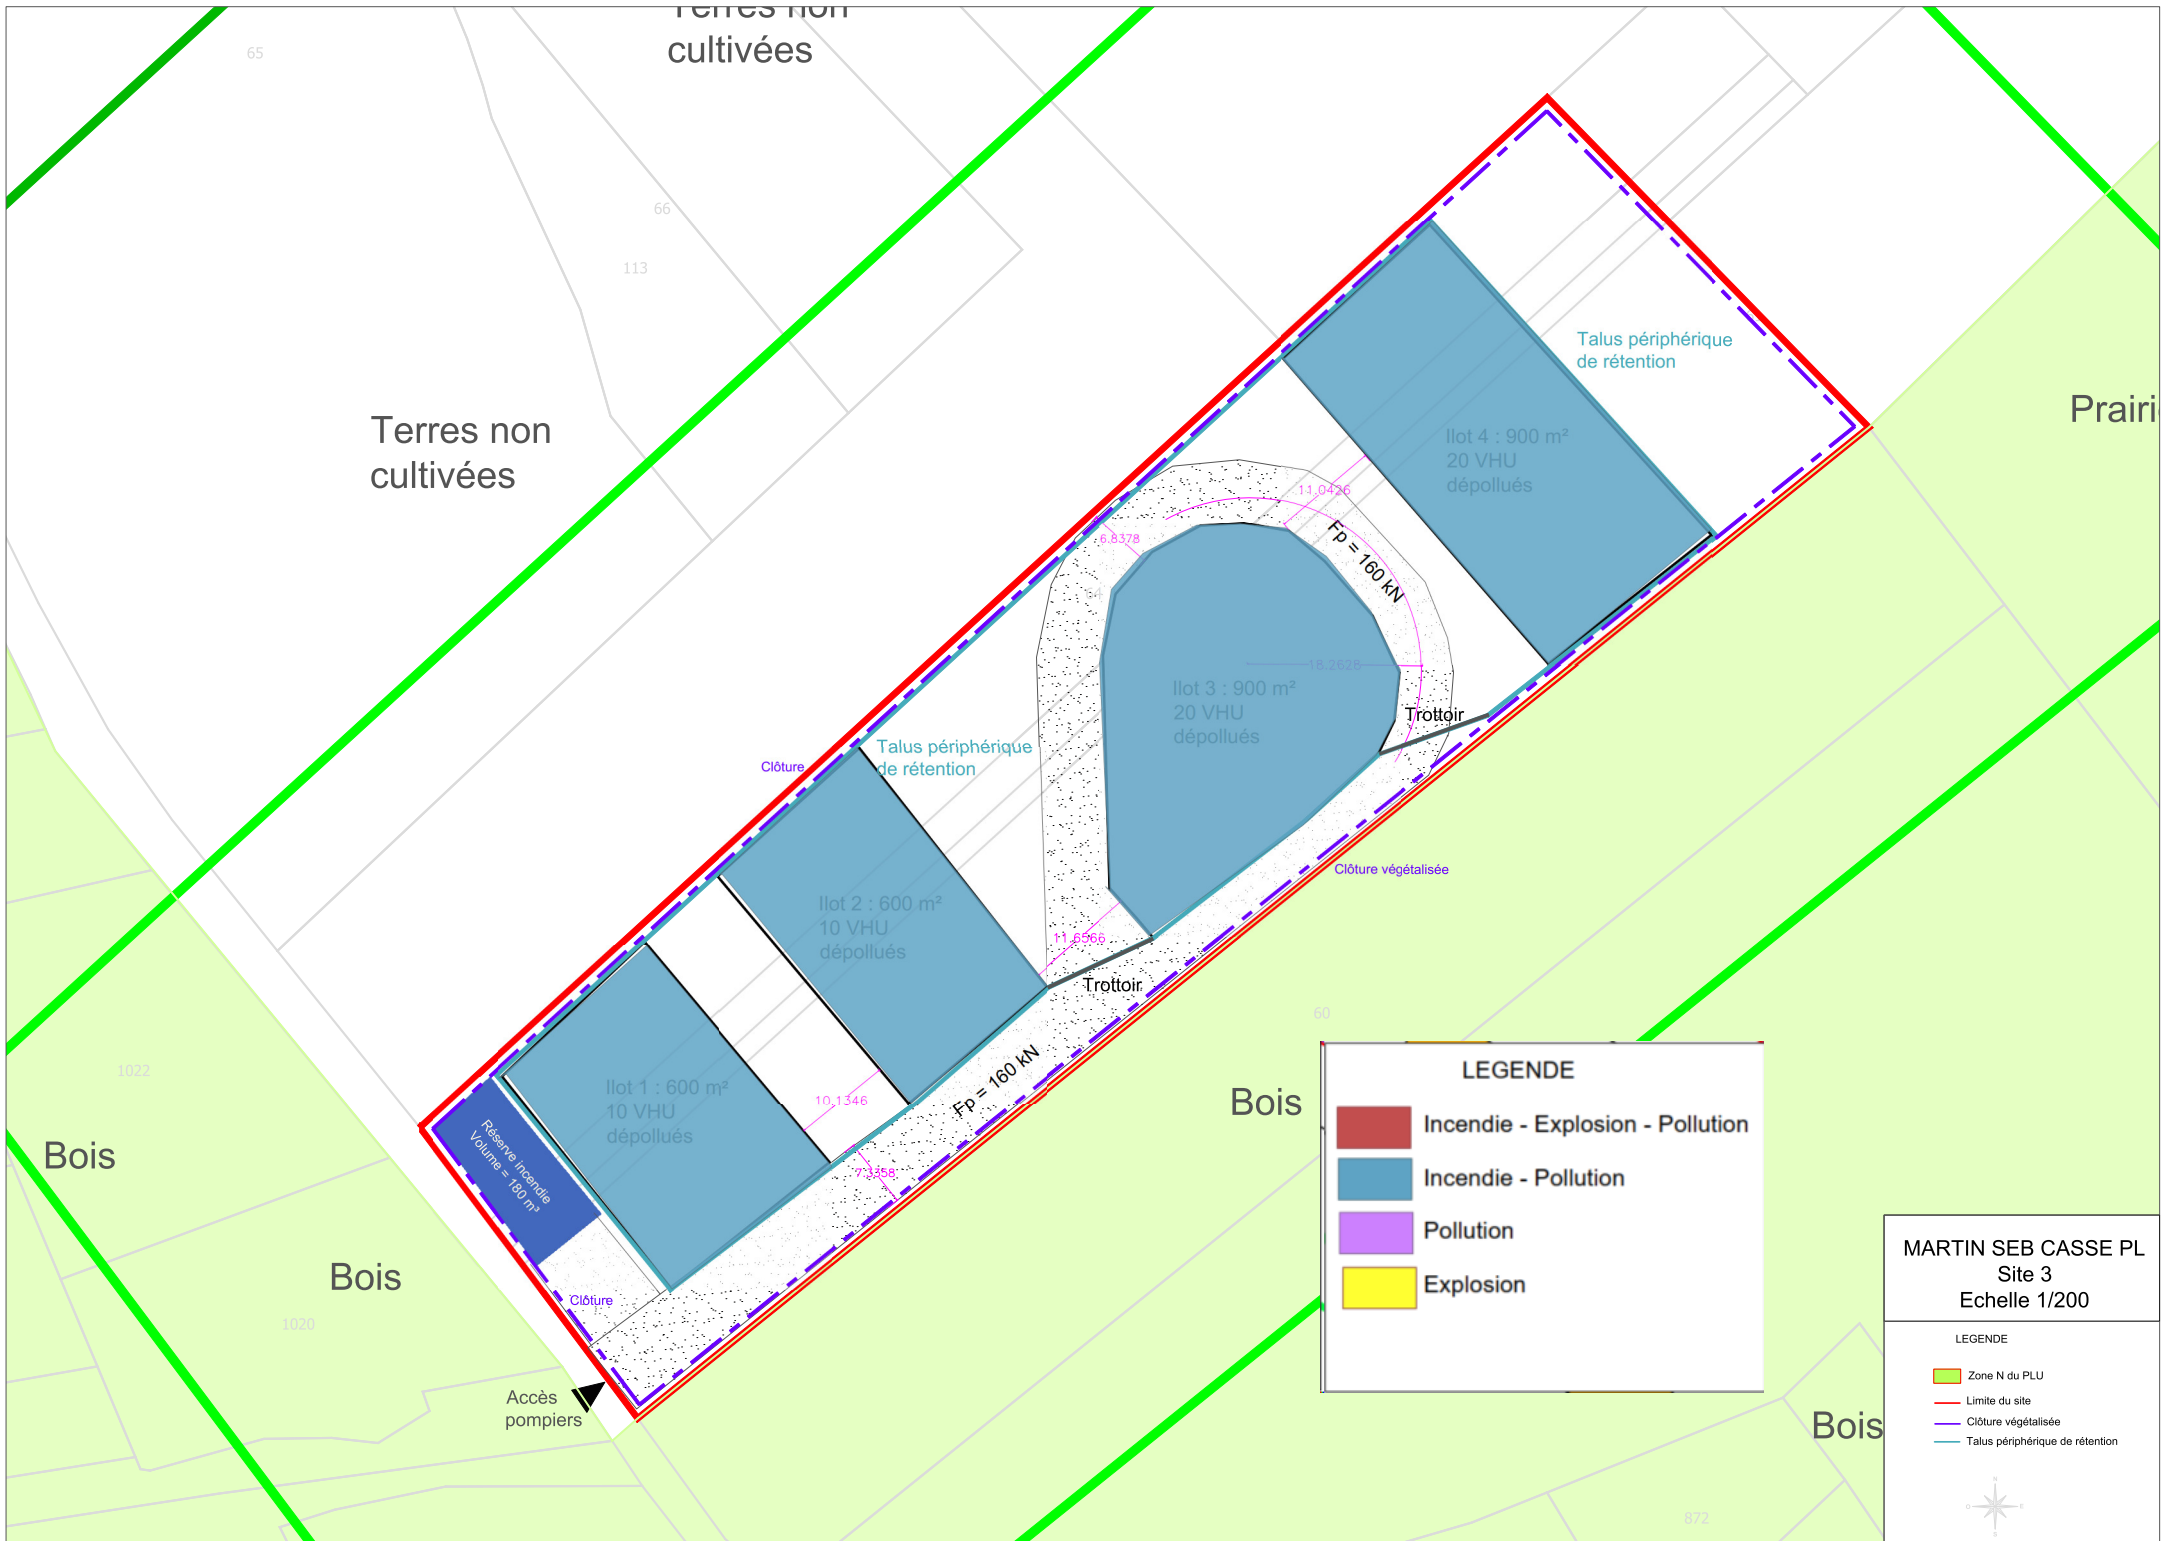 Terres non
cultivées
65
66
113
Terres non
cultivées
Talus périphérique
de rétention
Prairi
Ilot 4 : 900 m²
20 VHU
dépollués
11.0426
6.8378
Fp = 160 kN
64
18.2628
Ilot 3 : 900 m²
20 VHU
dépollués
Trottoir
Talus périphérique
de rétention
Clôture
Clôture végétalisée
Ilot 2 : 600 m²
10 VHU
dépollués
11.6566
Trottoir
60
Fp = 160 kN
Ilot 1 : 600 m²
10 VHU
dépollués
10.1346
7.3358
Réserve incendie
Volume = 180 m³
1022
Bois
Bois
Bois
1020
Clôture
Accès
pompiers
LEGENDE
Incendie - Explosion - Pollution
Incendie - Pollution
Pollution
Explosion
Bois
872
MARTIN SEB CASSE PL
Site 3
Echelle 1/200
LEGENDE
Zone N du PLU
Limite du site
Clôture végétalisée
Talus périphérique de rétention
N
O
E
S